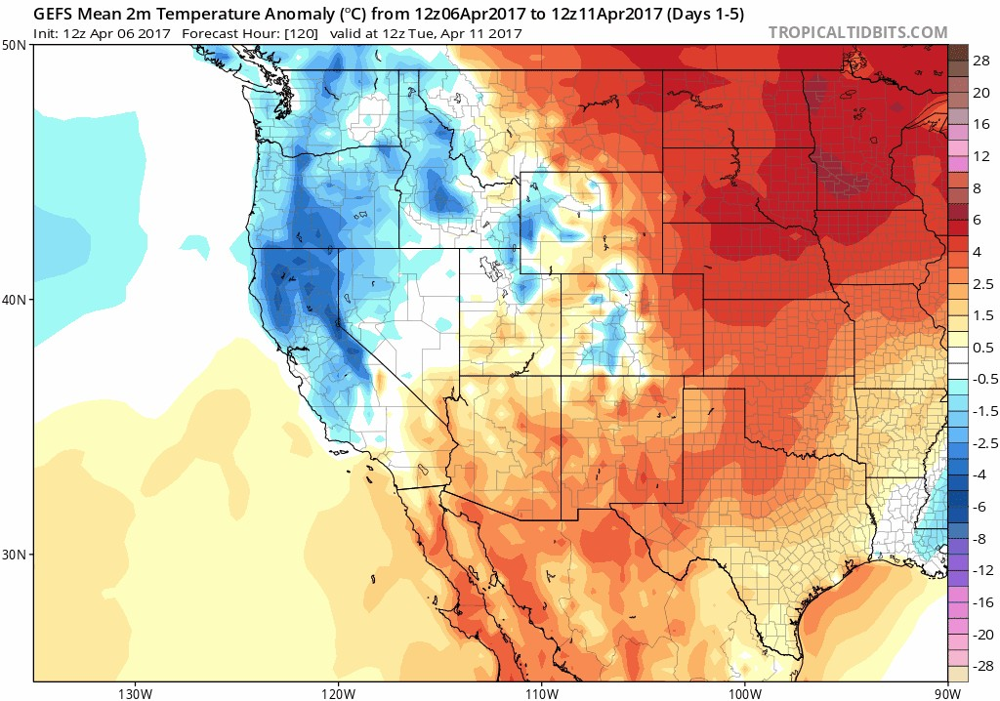 GEFS Mean 2m Temperature Anomaly (°C) from 12z06Apr2017 to 12z11Apr2017 (Days 1-5)
Init: 12z Apr 06 2017 Forecast Hour: [120] valid at 12z Tue, Apr 11 2017
TROPICALTIDBITS.COM
50N
40N
30N
130W
120W
110W
100W
90W
28
20
16
12
8
6
4
2.5
1.5
0.5
-0.5
-1.5
-2.5
-4
-6
-8
-12
-16
-20
-28